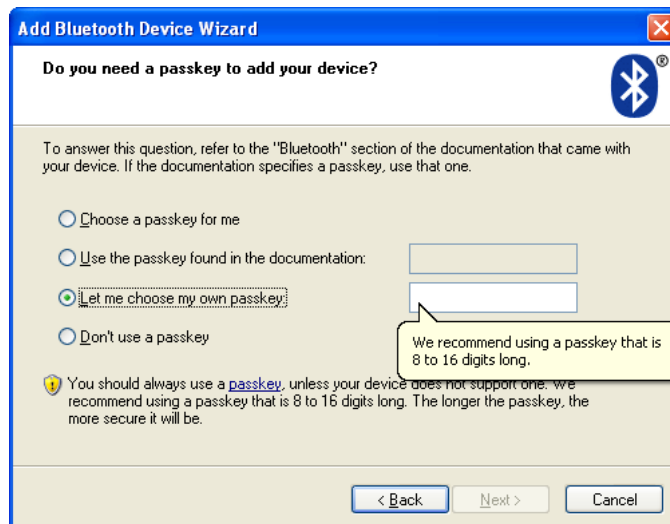 Add Bluetooth Device Wizard
Do you need a passkey to add your device?
®
To answer this question, refer to the "Bluetooth" section of the documentation that came with
your device. If the documentation specifies a passkey, use that one.
Choose a passkey for me
Use the passkey found in the documentation:
Let me choose my own passkey:
Don't use a passkey
We recommend using a passkey that is
8 to 16 digits long.
You should always use a passkey, unless your device does not support one. We
recommend using a passkey that is 8 to 16 digits long. The longer the passkey, the
more secure it will be.
< Back
Next >
Cancel